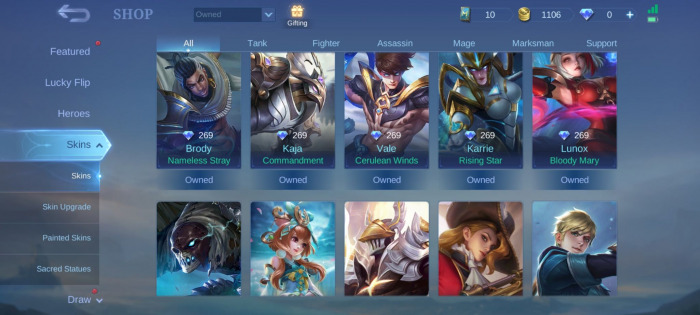 SHOP
Owned
Gifting
10
1106
0
+
Featured
Lucky Flip
Heroes
Skins
Skins
Skin Upgrade
Painted Skins
Sacred Statues
Draw
All
Tank
Fighter
Assassin
Mage
Marksman
Support
269
Brody
Nameless Stray
Owned
269
Kaja
Commandment
Owned
269
Vale
Cerulean Winds
Owned
269
Karrie
Rising Star
Owned
269
Lunox
Bloody Mary
Owned